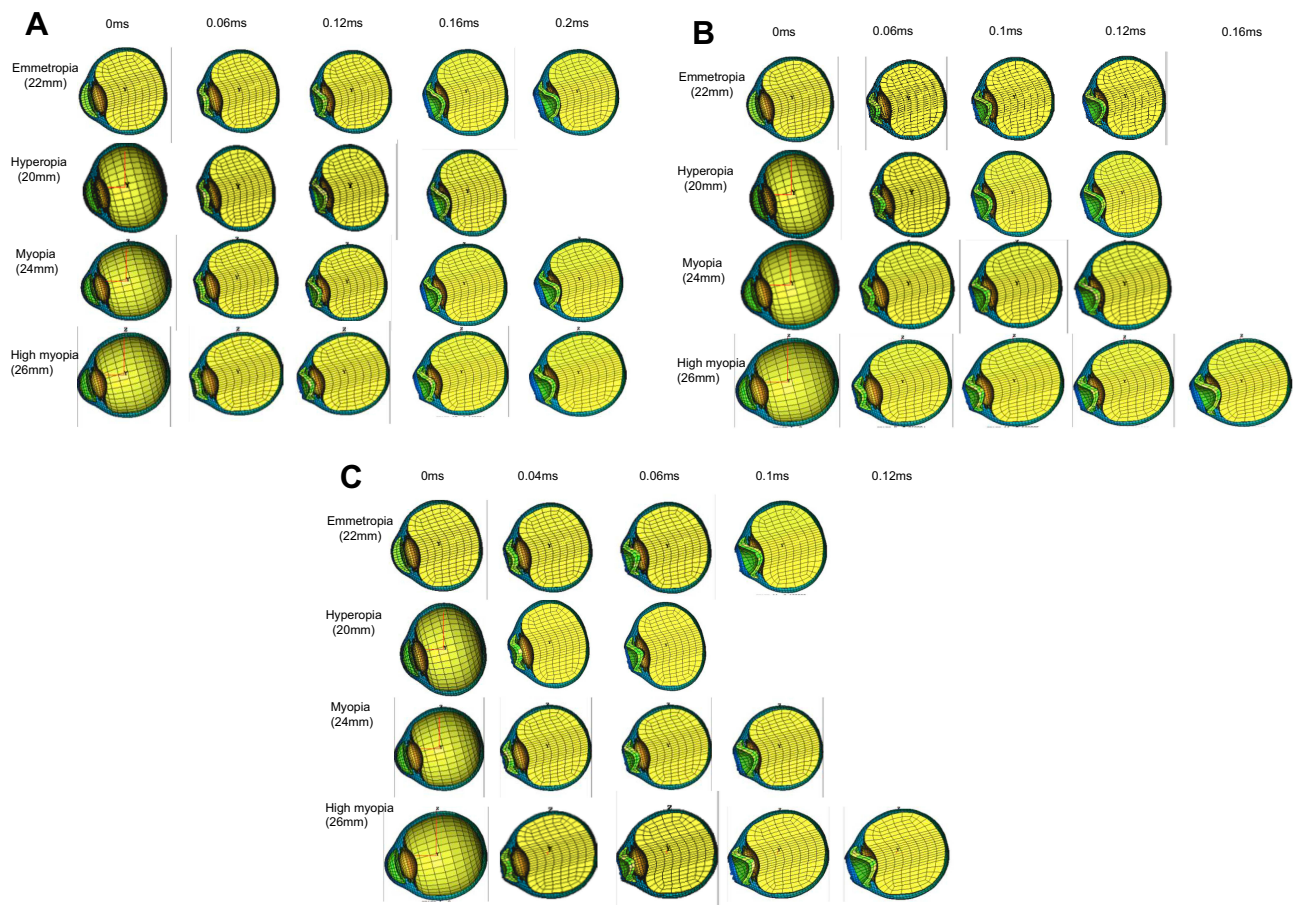 A
0ms 0.06ms 0.12ms 0.16ms 0.2ms
Emmetropia
(22mm)
Hyperopia
(20mm)
Myopia
(24mm)
High myopia
(26mm)
B
0ms 0.06ms 0.1ms 0.12ms 0.16ms
Emmetropia
(22mm)
Hyperopia
(20mm)
Myopia
(24mm)
High myopia
(26mm)
C
0ms 0.04ms 0.06ms 0.1ms 0.12ms
Emmetropia
(22mm)
Hyperopia
(20mm)
Myopia
(24mm)
High myopia
(26mm)